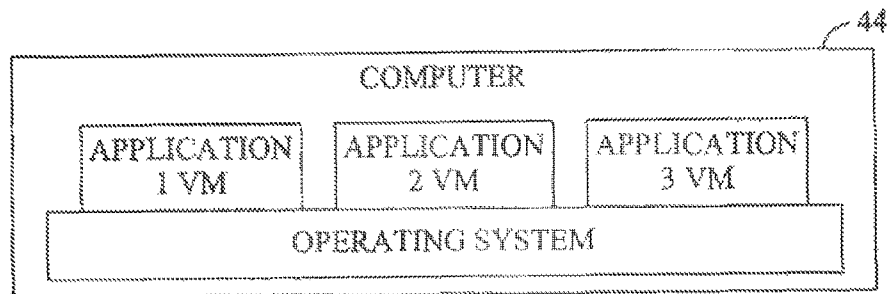 44
COMPUTER
APPLICATION
1 VM
APPLICATION
2 VM
APPLICATION
3 VM
OPERATING SYSTEM